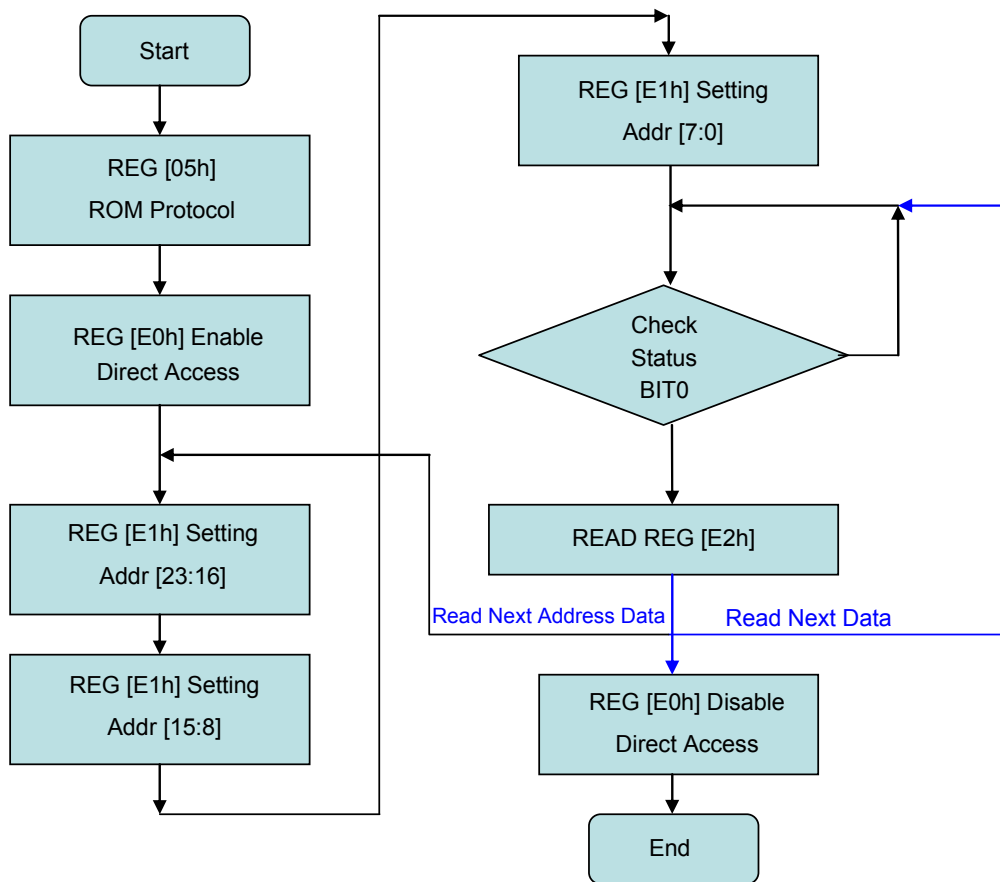 Start
REG [05h]
ROM Protocol
REG [E0h] Enable
Direct Access
REG [E1h] Setting
Addr [23:16]
REG [E1h] Setting
Addr [15:8]
REG [E1h] Setting
Addr [7:0]
Check
Status
BIT0
READ REG [E2h]
Read Next Address Data
Read Next Data
REG [E0h] Disable
Direct Access
End